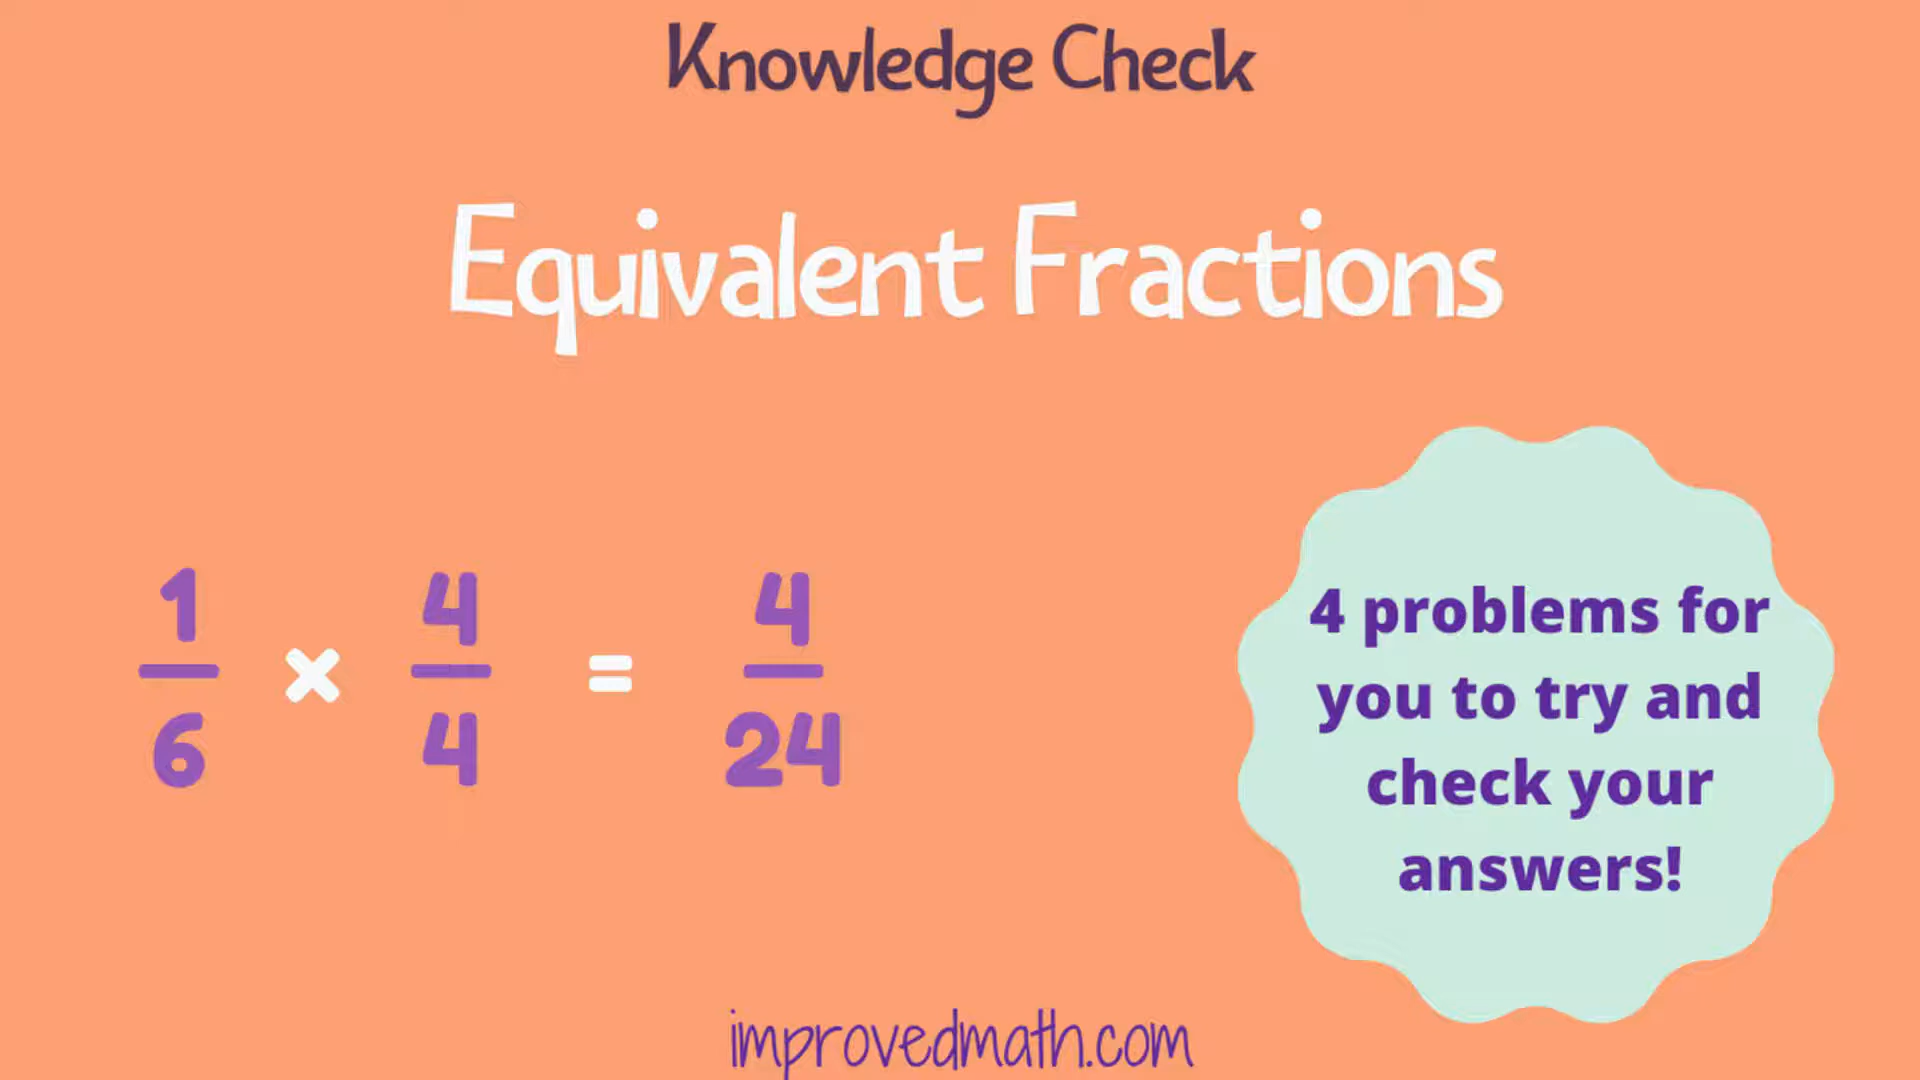 Knowledge Check
Equivalent Fractions
1/6 × 4/4 = 4/24
4 problems for
you to try and
check your
answers!
improvedmath.com